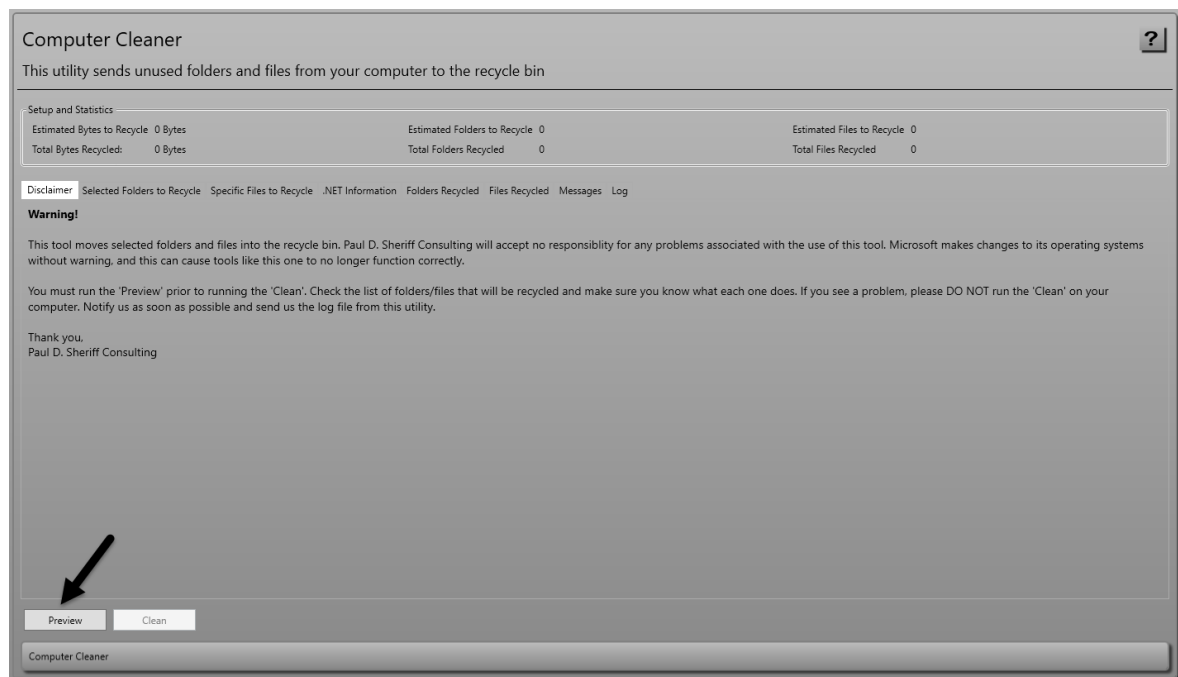 Computer Cleaner
?
This utility sends unused folders and files from your computer to the recycle bin
Setup and Statistics
Estimated Bytes to Recycle 0 Bytes Estimated Folders to Recycle 0 Estimated Files to Recycle 0
Total Bytes Recycled: 0 Bytes Total Folders Recycled 0 Total Files Recycled 0
Disclaimer Selected Folders to Recycle Specific Files to Recycle .NET Information Folders Recycled Files Recycled Messages Log
Warning!
This tool moves selected folders and files into the recycle bin. Paul D. Sheriff Consulting will accept no responsiblity for any problems associated with the use of this tool. Microsoft makes changes to its operating systems
without warning, and this can cause tools like this one to no longer function correctly.
You must run the 'Preview' prior to running the 'Clean'. Check the list of folders/files that will be recycled and make sure you know what each one does. If you see a problem, please DO NOT run the 'Clean' on your
computer. Notify us as soon as possible and send us the log file from this utility.
Thank you,
Paul D. Sheriff Consulting
Preview Clean
Computer Cleaner